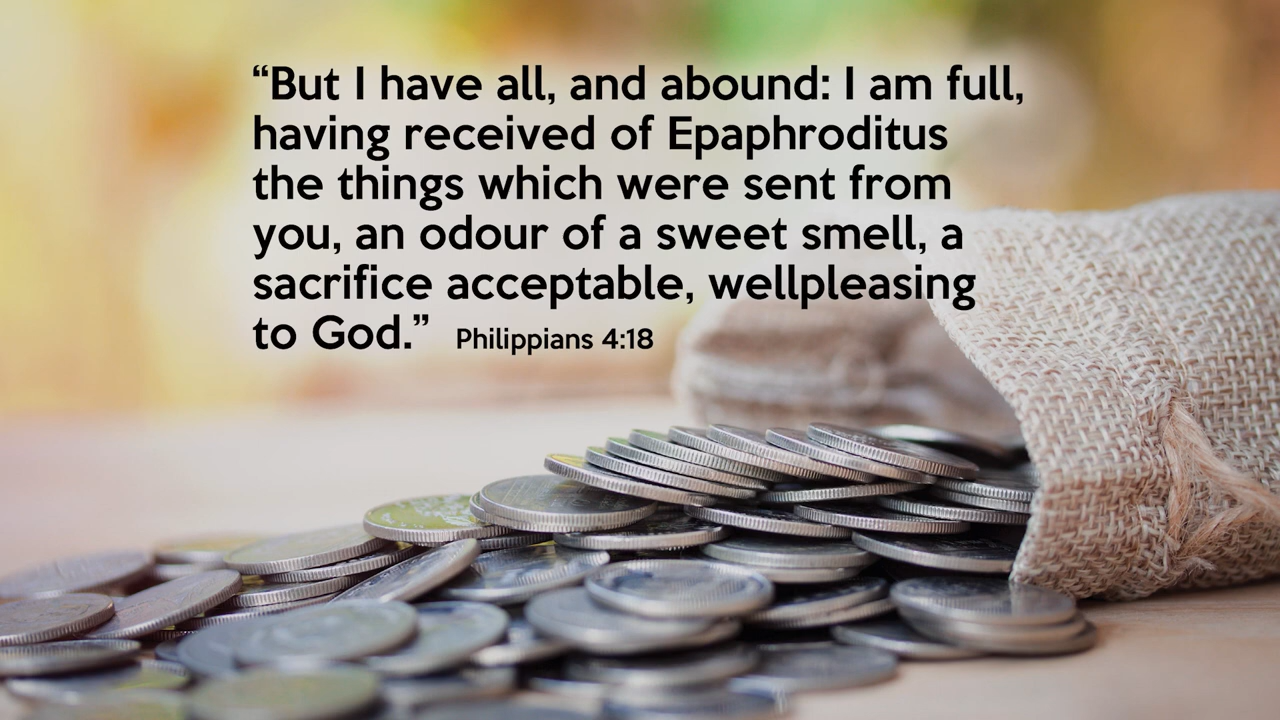 “But I have all, and abound: I am full,
having received of Epaphroditus
the things which were sent from
you, an odour of a sweet smell, a
sacrifice acceptable, wellpleasing
to God.” Philippians 4:18